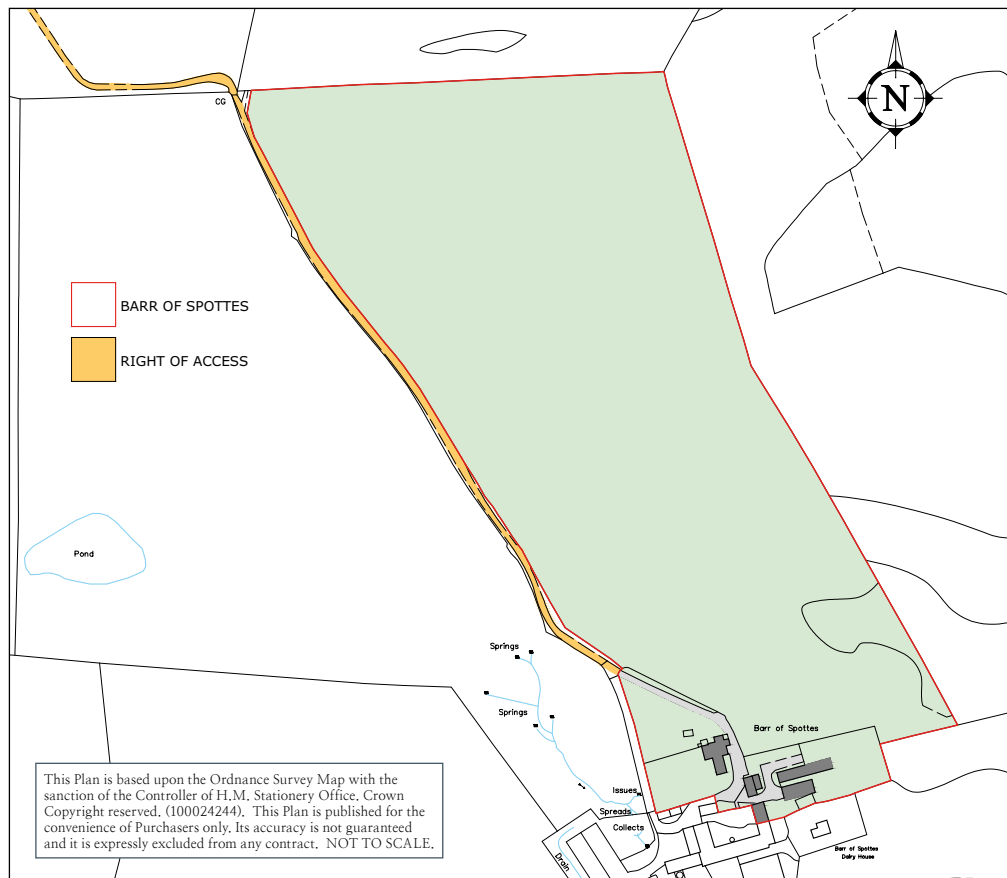 CG
N
BARR OF SPOTTES
RIGHT OF ACCESS
Pond
Springs
Springs
Barr of Spottes
Issues
Spreads
Collects
Drain
Barr of Spottes
Dairy House
This Plan is based upon the Ordnance Survey Map with the
sanction of the Controller of H.M. Stationery Office. Crown
Copyright reserved. (100024244). This Plan is published for the
convenience of Purchasers only. Its accuracy is not guaranteed
and it is expressly excluded from any contract. NOT TO SCALE.